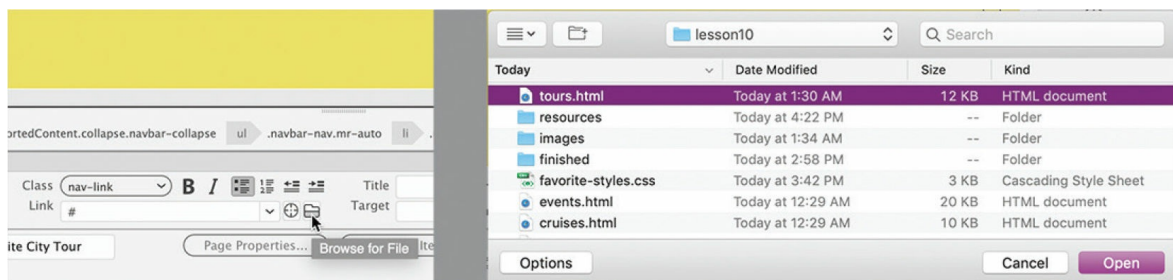 lesson10
Search
Today Date Modified Size Kind
tours.html Today at 1:30 AM 12 KB HTML document
resources Today at 4:22 PM -- Folder
images Today at 1:34 AM -- Folder
finished Today at 2:58 PM -- Folder
favorite-styles.css Today at 3:42 PM 3 KB Cascading Style Sheet
events.html Today at 12:29 AM 20 KB HTML document
cruises.html Today at 12:29 AM 10 KB HTML document
Options Cancel Open
ortedContent.collapse.navbar-collapse ul .navbar-nav.mr-auto li .
Class nav-link B I Title
Link # Target
ite City Tour Page Properties... Ite
Browse for File